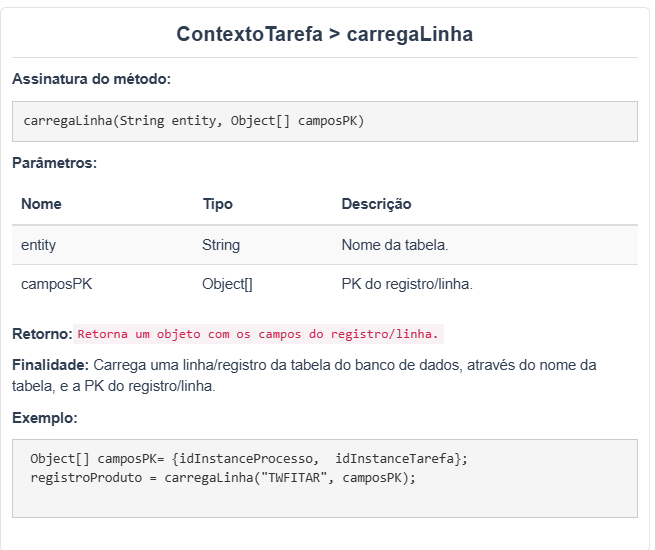 ContextoTarefa > carregaLinha
Assinatura do método:
carregaLinha(String entity, Object[] camposPK)
Parâmetros:
Nome Tipo Descrição
entity String Nome da tabela.
camposPK Object[] PK do registro/linha.
Retorno: Retorna um objeto com os campos do registro/linha.
Finalidade: Carrega uma linha/registro da tabela do banco de dados, através do nome da
tabela, e a PK do registro/linha.
Exemplo:
Object[] camposPK= {idInstanceProcesso,  idInstanceTarefa};
registroProduto = carregaLinha("TWFITAR", camposPK);